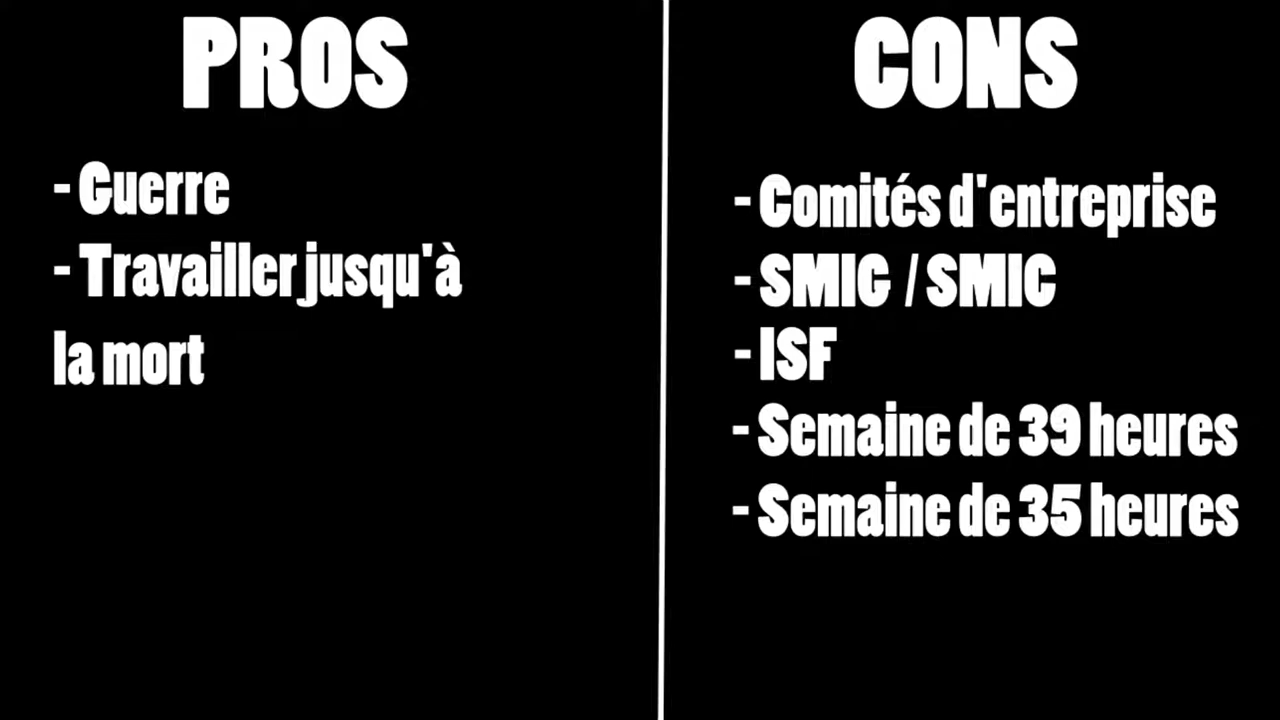 PROS
- Guerre
- Travailler jusqu'à
la mort
CONS
- Comités d'entreprise
- SMIG / SMIC
- ISF
- Semaine de 39 heures
- Semaine de 35 heures